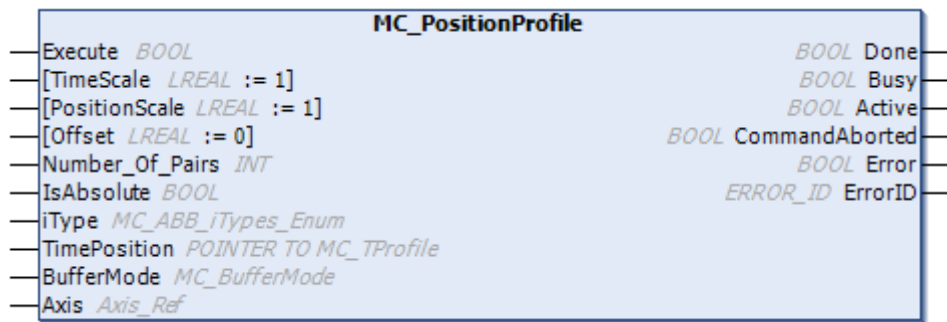 MC_PositionProfile
Execute BOOL BOOL Done
[TimeScale LREAL := 1] BOOL Busy
[PositionScale LREAL := 1] BOOL Active
[Offset LREAL := 0] BOOL CommandAborted
Number_Of_Pairs INT BOOL Error
IsAbsolute BOOL ERROR_ID ErrorID
iType MC_ABB_iTypes_Enum
TimePosition POINTER TO MC_TProfile
BufferMode MC_BufferMode
Axis Axis_Ref